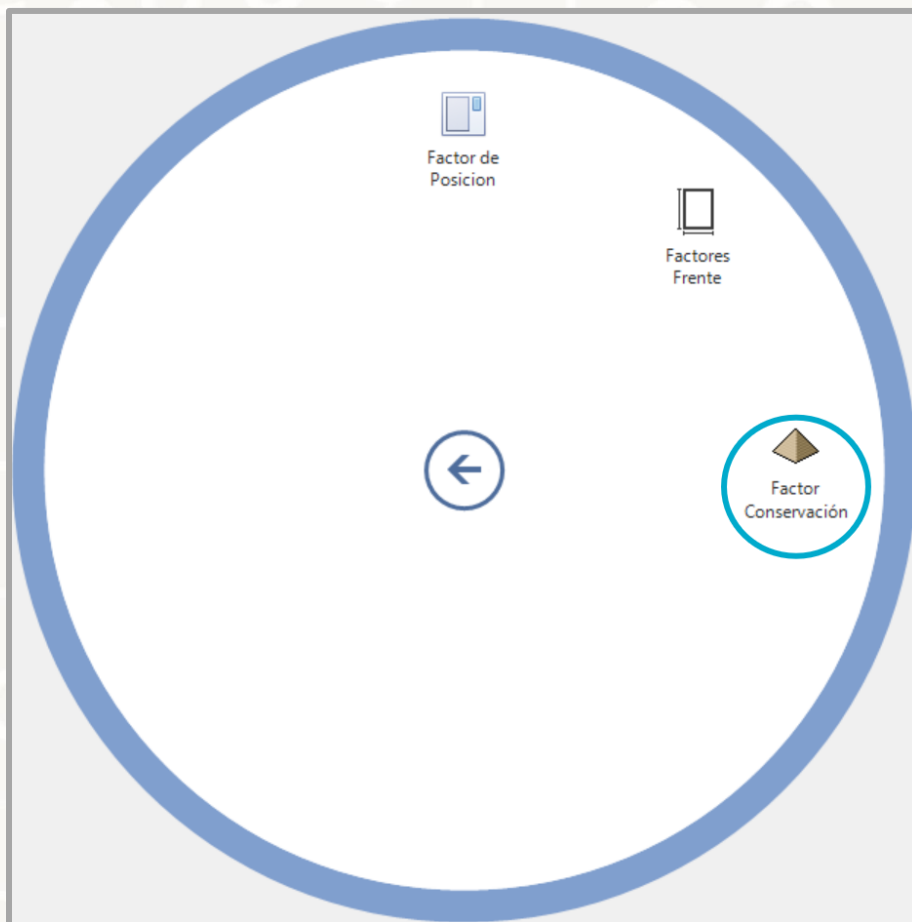 Factor de
Posicion
Factores
Frente
Factor
Conservación